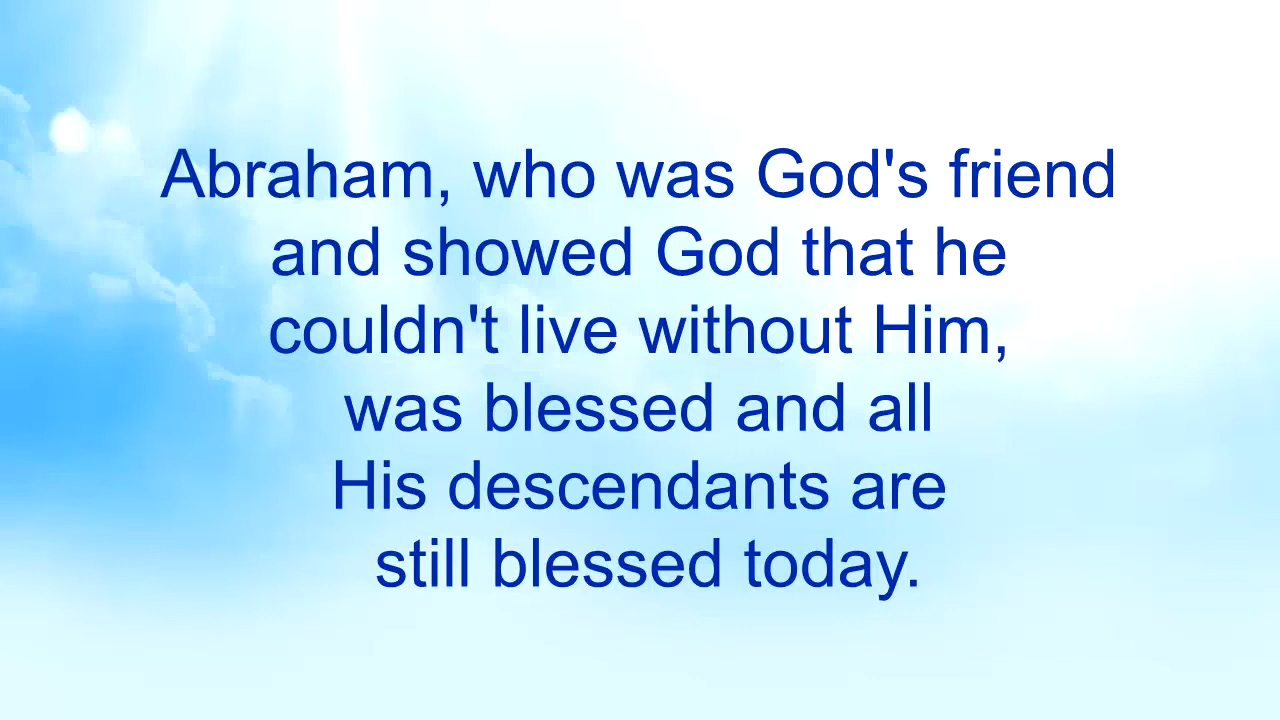 Abraham, who was God's friend
and showed God that he
couldn't live without Him,
was blessed and all
His descendants are
still blessed today.